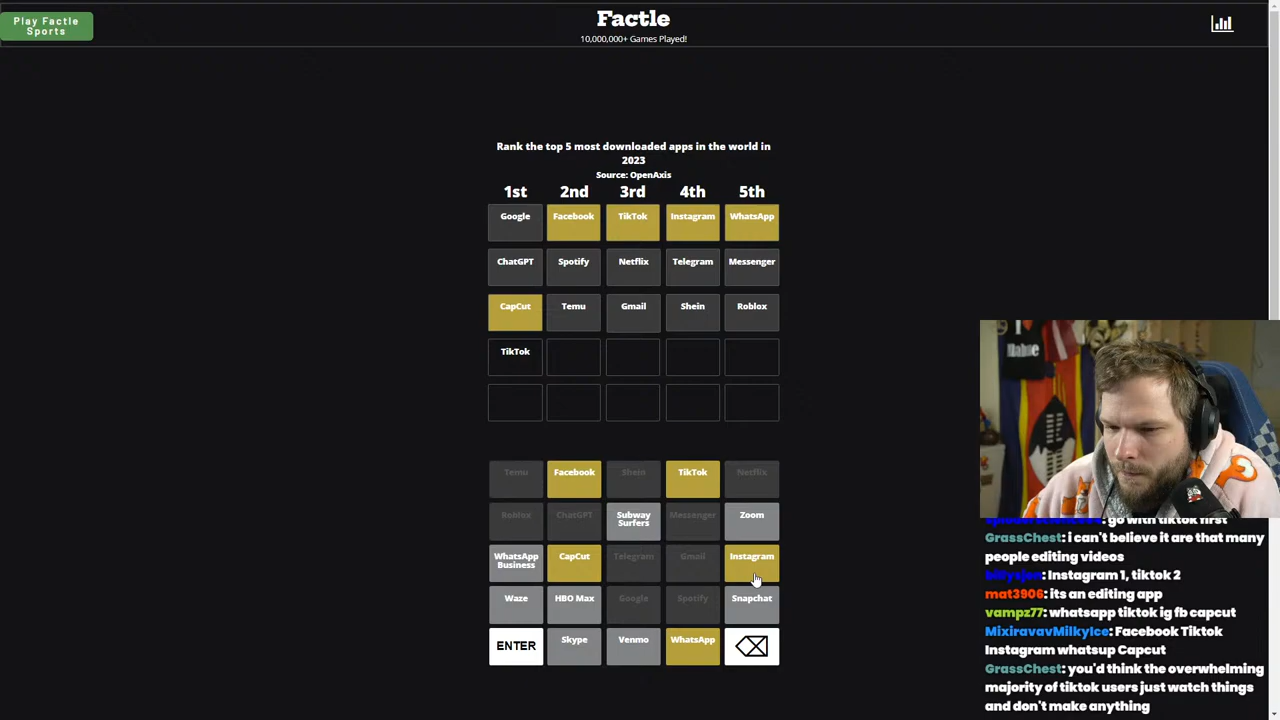 Play Factle
Sports
Factle
10,000,000+ Games Played!
Rank the top 5 most downloaded apps in the world in
2023
Source: OpenAxis
1st 2nd 3rd 4th 5th
Google Facebook TikTok Instagram WhatsApp
ChatGPT Spotify Netflix Telegram Messenger
CapCut Temu Gmail Shein Roblox
TikTok
Temu Facebook Shein TikTok Netflix
Roblox ChatGPT Subway Surfers Messenger Zoom
WhatsApp Business CapCut Telegram Gmail Instagram
Waze HBO Max Google Spotify Snapchat
ENTER Skype Venmo WhatsApp
go with tiktok first
GrassChest: i can't believe it are that many
people editing videos
: Instagram 1, tiktok 2
mat3906: its an editing app
vampz77: whatsapp tiktok ig fb capcut
MixiravavMilkyIce: Facebook Tiktok
Instagram whatsup Capcut
GrassChest: you'd think the overwhelming
majority of tiktok users just watch things
and don't make anything